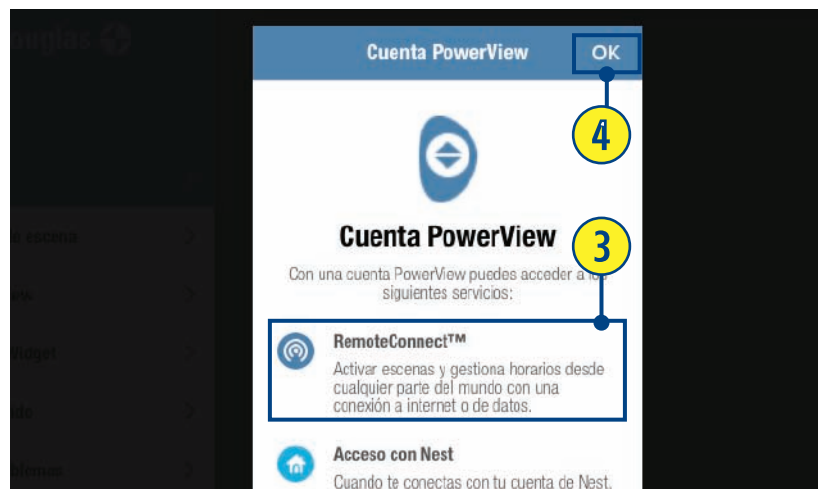 Cuenta PowerView OK
4
Cuenta PowerView
3
Con una cuenta PowerView puedes acceder a los
siguientes servicios:
RemoteConnect™
Activar escenas y gestiona horarios desde
cualquier parte del mundo con una
conexión a internet o de datos.
Acceso con Nest
Cuando te conectas con tu cuenta de Nest,
escena
Widget